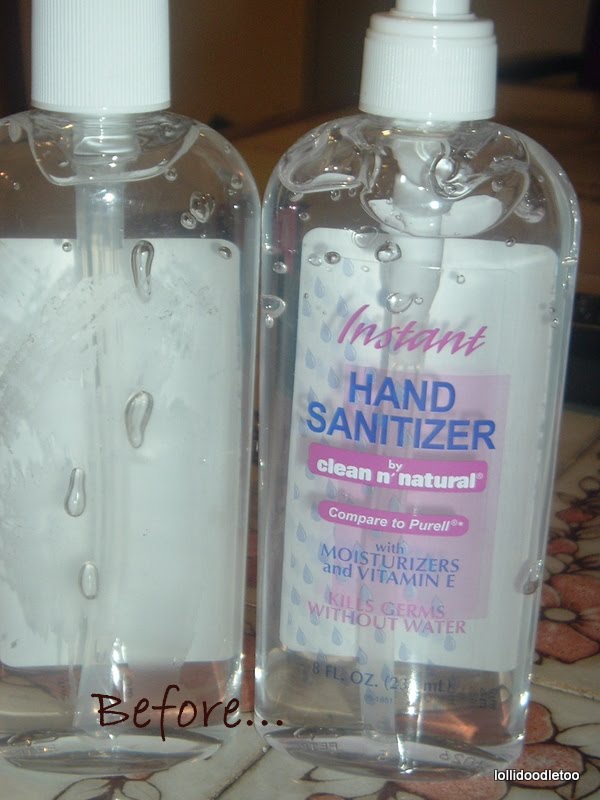 Instant
HAND
SANITIZER
by
clean n' natural®
Compare to Purell®*
with
MOISTURIZERS
and VITAMIN E
KILLS GERMS
WITHOUT WATER
8 FL. OZ.
Before...
lollidoodletoo